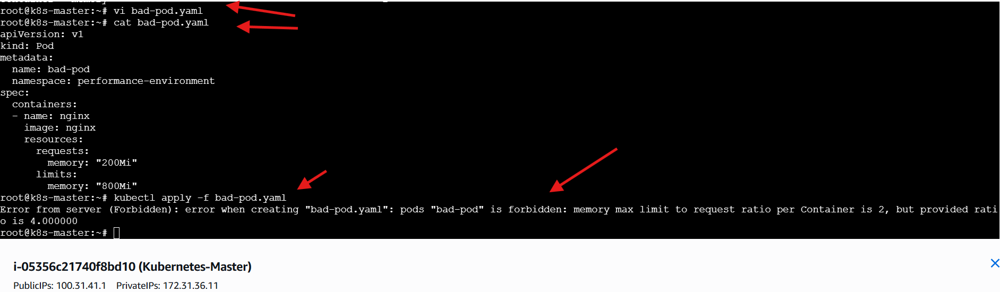 root@k8s-master:~# vi bad-pod.yaml
root@k8s-master:~# cat bad-pod.yaml
apiVersion: v1
kind: Pod
metadata:
  name: bad-pod
  namespace: performance-environment
spec:
  containers:
  - name: nginx
    image: nginx
    resources:
      requests:
        memory: "200Mi"
      limits:
        memory: "800Mi"
root@k8s-master:~# kubectl apply -f bad-pod.yaml
Error from server (Forbidden): error when creating "bad-pod.yaml": pods "bad-pod" is forbidden: memory max limit to request ratio per Container is 2, but provided rati
o is 4.000000
root@k8s-master:~#
i-05356c21740f8bd10 (Kubernetes-Master)
PublicIPs: 100.31.41.1 PrivateIPs: 172.31.36.11